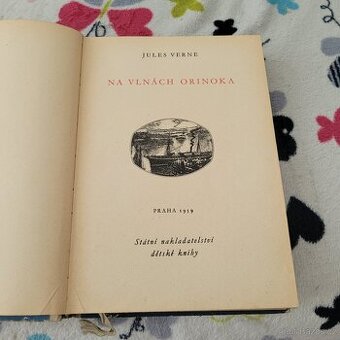 JULES VERNE
NA VLNÁCH ORINOKA
PRAHA 1959
Státní nakladatelství
dětské knihy